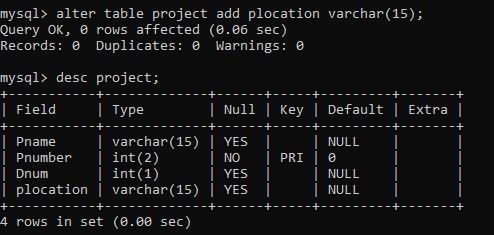 mysql> alter table project add plocation varchar(15);
Query OK, 0 rows affected (0.06 sec)
Records: 0  Duplicates: 0  Warnings: 0

mysql> desc project;
+-----------+-------------+------+-----+---------+-------+
| Field     | Type        | Null | Key | Default | Extra |
+-----------+-------------+------+-----+---------+-------+
| Pname     | varchar(15) | YES  |     | NULL    |       |
| Pnumber   | int(2)      | NO   | PRI | 0       |       |
| Dnum      | int(1)      | YES  |     | NULL    |       |
| plocation | varchar(15) | YES  |     | NULL    |       |
+-----------+-------------+------+-----+---------+-------+
4 rows in set (0.00 sec)